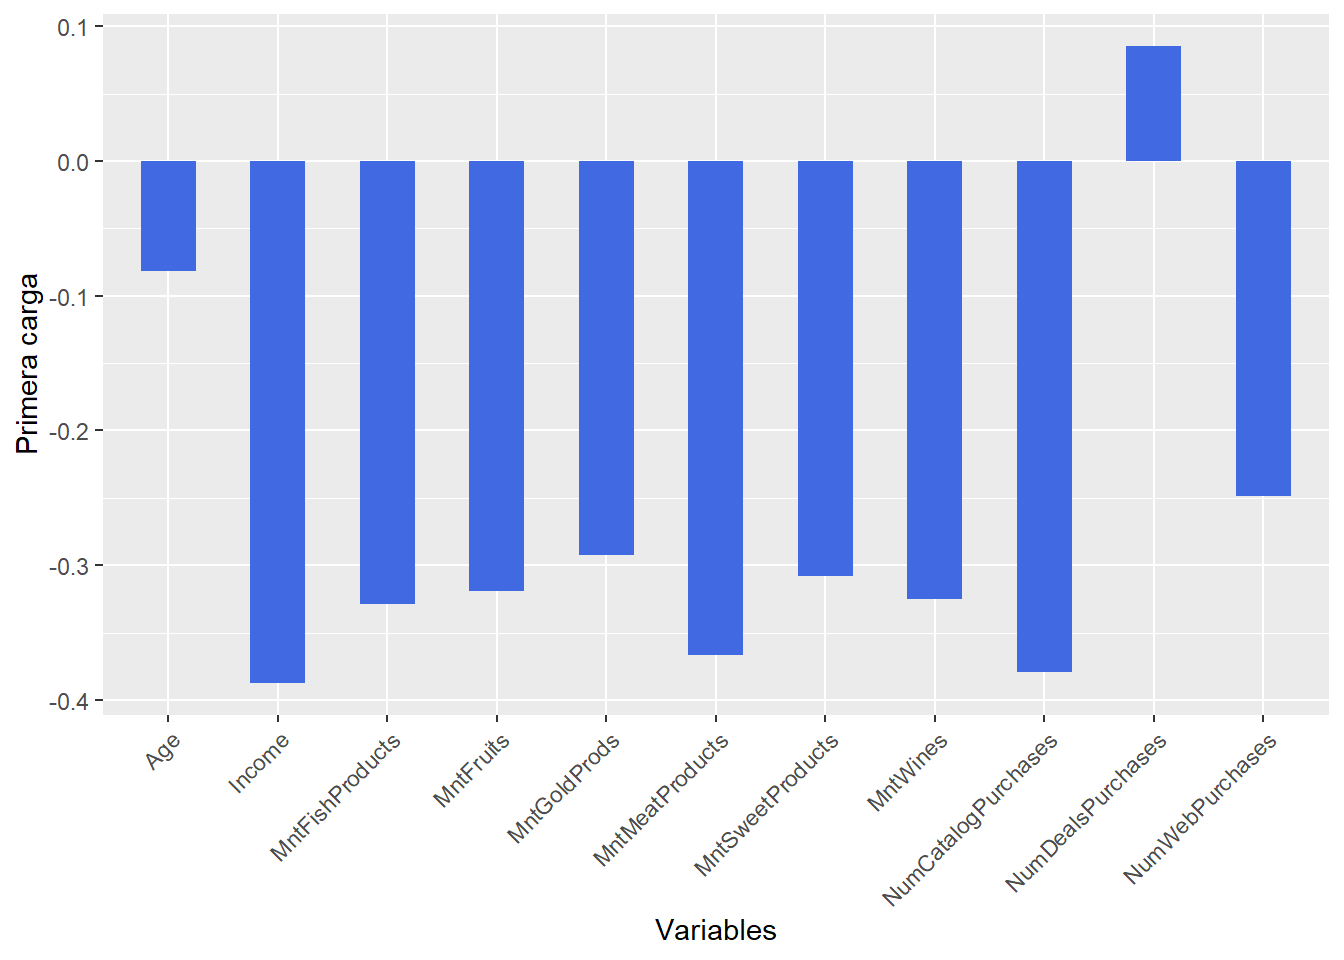 0.1
0.0
-0.1
-0.2
-0.3
-0.4
Primera carga
Age
Income
MntFishProducts
MntFruits
MntGoldProds
MntMeatProducts
MntSweetProducts
MntWines
NumCatalogPurchases
NumDealsPurchases
NumWebPurchases
Variables